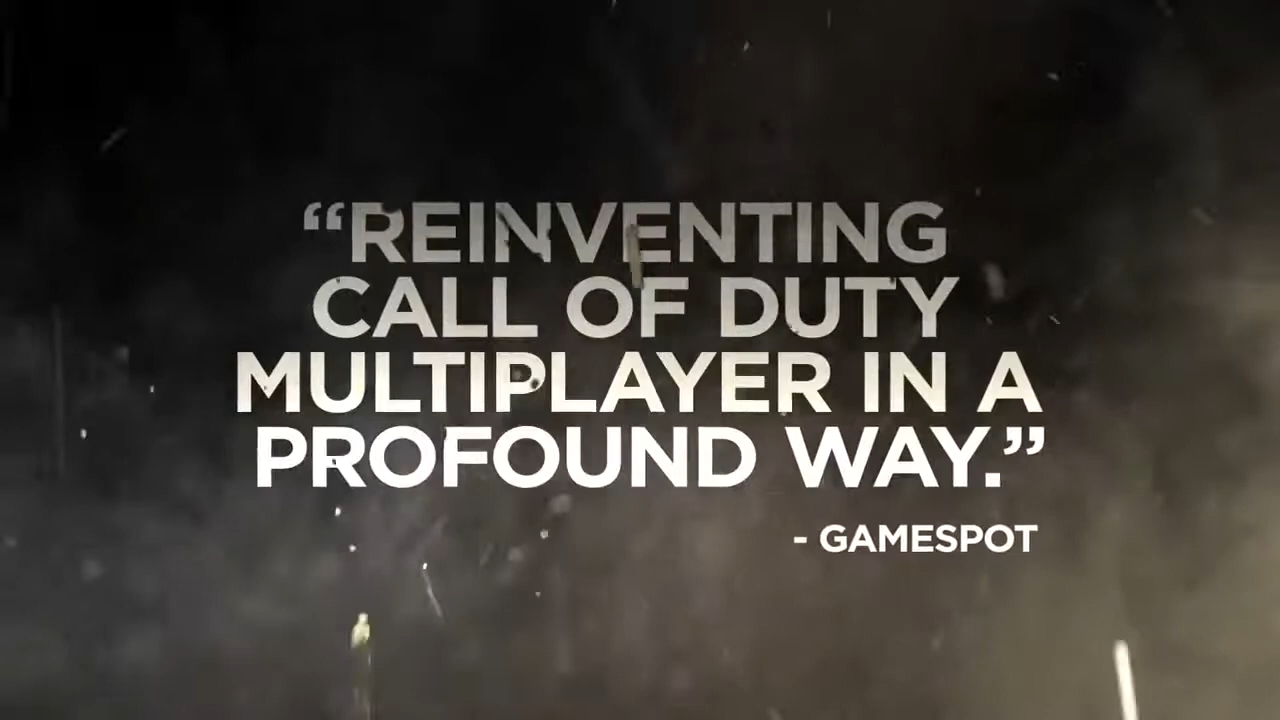 “REINVENTING
CALL OF DUTY
MULTIPLAYER IN A
PROFOUND WAY.”
- GAMESPOT